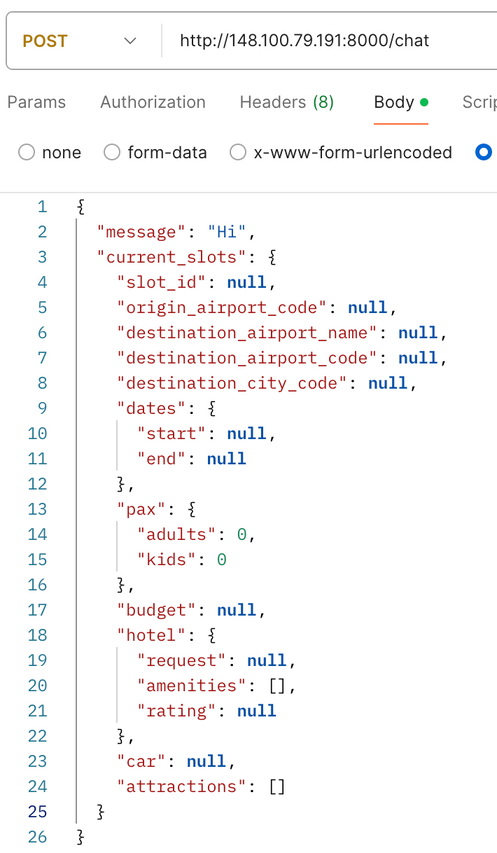 POST http://148.100.79.191:8000/chat
Params Authorization Headers (8) Body
none form-data x-www-form-urlencoded
1 {
2 "message": "Hi",
3 "current_slots": {
4 "slot_id": null,
5 "origin_airport_code": null,
6 "destination_airport_name": null,
7 "destination_airport_code": null,
8 "destination_city_code": null,
9 "dates": {
10 "start": null,
11 "end": null
12 },
13 "pax": {
14 "adults": 0,
15 "kids": 0
16 },
17 "budget": null,
18 "hotel": {
19 "request": null,
20 "amenities": [],
21 "rating": null
22 },
23 "car": null,
24 "attractions": []
25 }
26 }